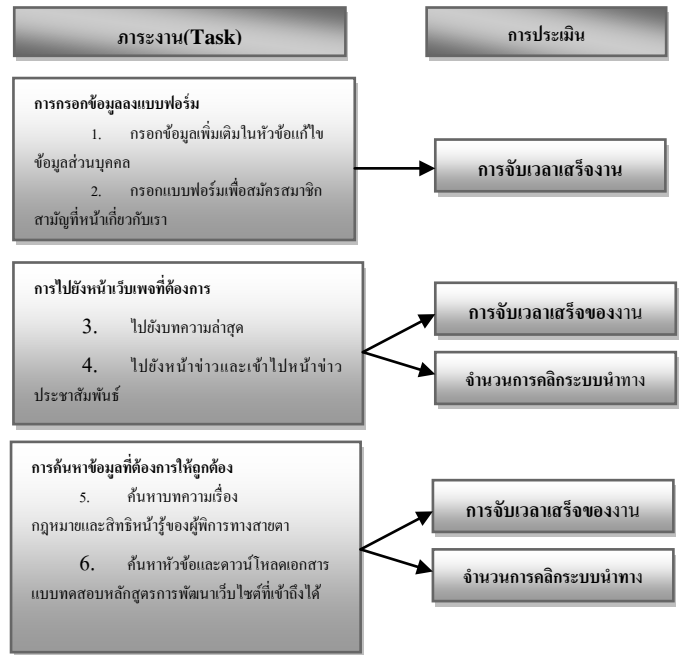 ภาระงาน(Task)
การประเมิน
การกรอกข้อมูลลงแบบฟอร์ม
1. กรอกข้อมูลเพิ่มเติมในหัวข้อแก้ไข
ข้อมูลส่วนบุคคล
2. กรอกแบบฟอร์มเพื่อสมัครสมาชิก
สามัญที่หน้าเกี่ยวกับเรา
การจับเวลาเสร็จงาน
การไปยังหน้าเว็บเพจที่ต้องการ
3. ไปยังบทความล่าสุด
4. ไปยังหน้าข่าวและเข้าไปหน้าข่าว
ประชาสัมพันธ์
การจับเวลาเสร็จของงาน
จำนวนการคลิกระบบนำทาง
การค้นหาข้อมูลที่ต้องการให้ถูกต้อง
5. ค้นหาบทความเรื่อง
กฎหมายและสิทธิหน้ารู้ของผู้พิการทางสายตา
6. ค้นหาหัวข้อและดาวน์โหลดเอกสาร
แบบทดสอบหลักสูตรการพัฒนาเว็บไซต์ที่เข้าถึงได้
การจับเวลาเสร็จของงาน
จำนวนการคลิกระบบนำทาง